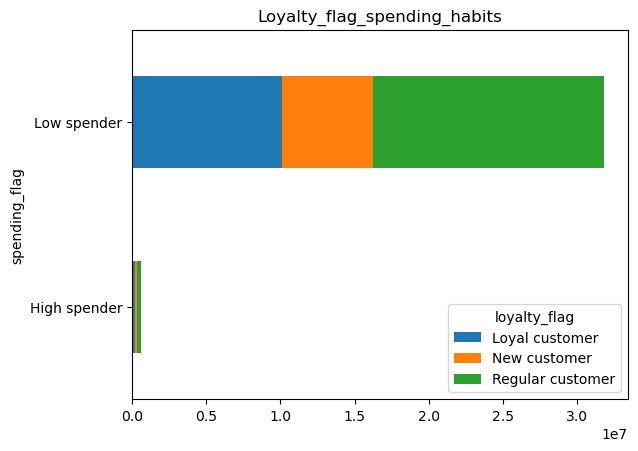 Loyalty_flag_spending_habits
spending_flag
Low spender
High spender
loyalty_flag
Loyal customer
New customer
Regular customer
0.0 0.5 1.0 1.5 2.0 2.5 3.0
1e7